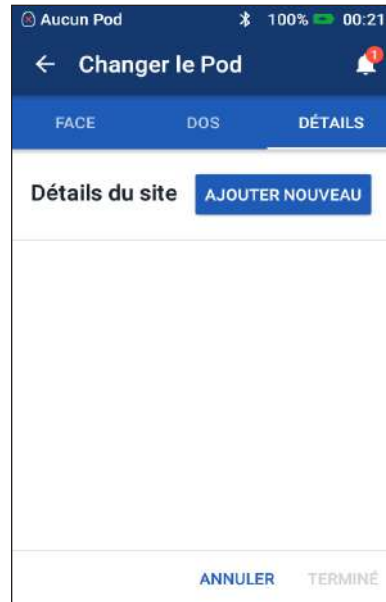 Aucun Pod 100% 00:21
Changer le Pod 1
FACE DOS DÉTAILS
Détails du site AJOUTER NOUVEAU
ANNULER TERMINÉ